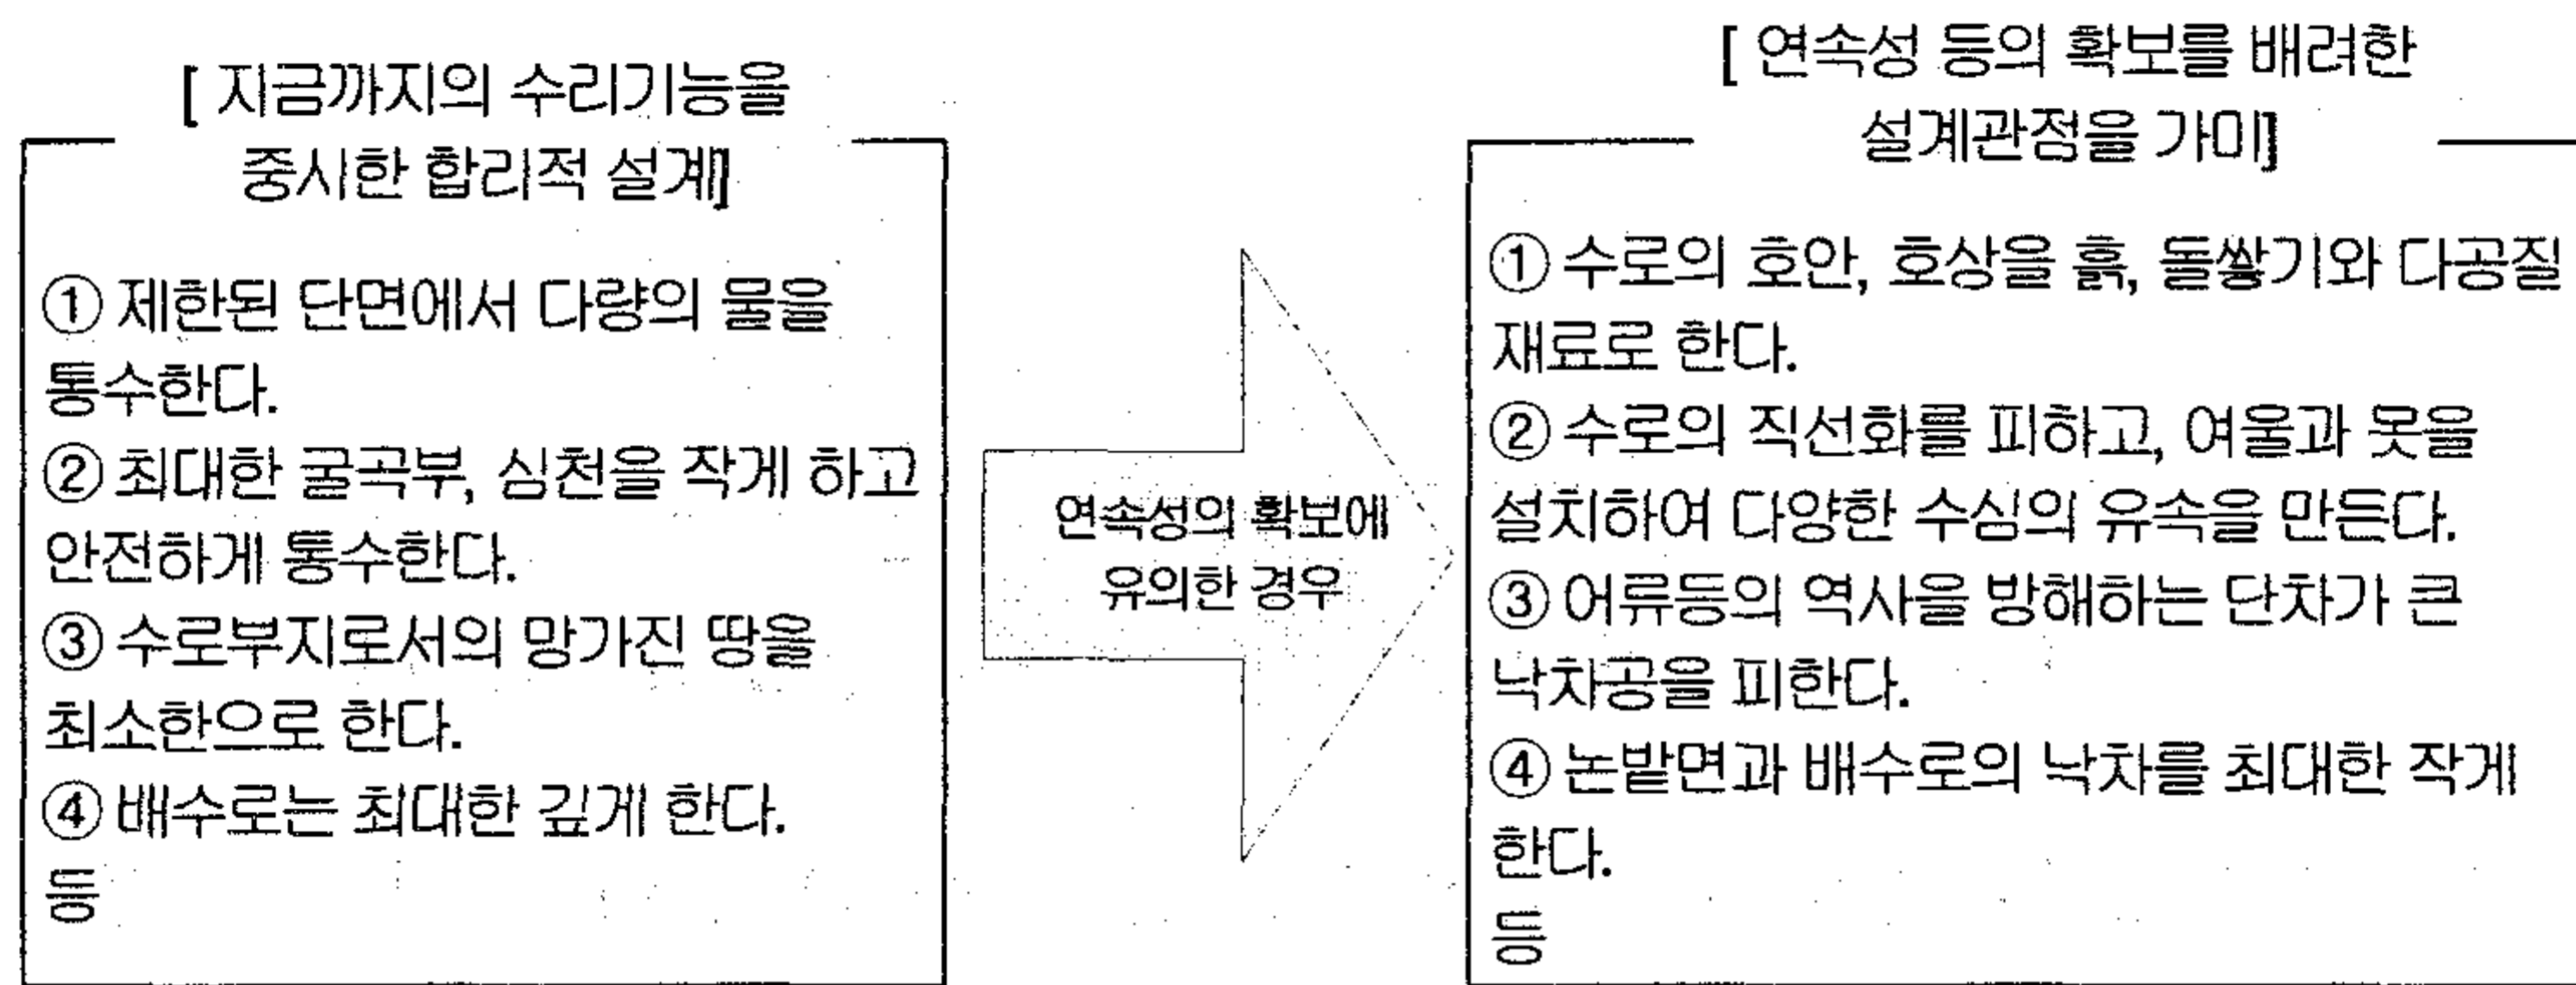 [ 지금까지의 수리기능을
중시한 합리적 설계]
① 제한된 단면에서 다량의 물을
통수한다.
② 최대한 굴곡부, 심천을 작게 하고
안전하게 통수한다.
③ 수로부지로서의 망가진 땅을
최소한으로 한다.
④ 배수로는 최대한 깊게 한다.
등
연속성의 확보에
유의한 경우
[ 연속성 등의 확보를 배려한
설계관점을 가미]
① 수로의 호안, 호상을 흙, 돌쌓기와 다공질
재료로 한다.
② 수로의 직선화를 피하고, 여울과 못을
설치하여 다양한 수심의 유속을 만든다.
③ 어류등의 역사을 방해하는 단차가 큰
낙차공을 피한다.
④ 논밭면과 배수로의 낙차를 최대한 작게
한다.
등